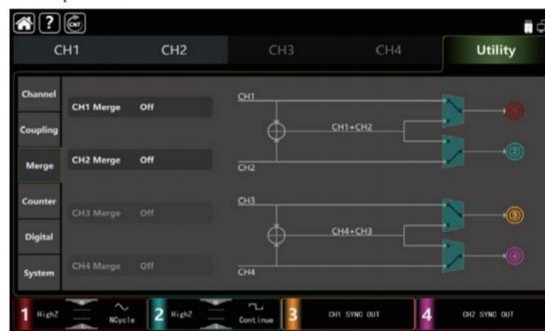 ? CNT
CH1 CH2 CH3 CH4 Utility
Channel
Coupling
Merge
Counter
Digital
System
CH1 Merge Off
CH2 Merge Off
CH3 Merge Off
CH4 Merge Off
CH1
CH1+CH2
CH2
CH3
CH4+CH3
CH4
1 HighZ NCycle 2 HighZ Continue 3 CH1 SYNC OUT 4 CH2 SYNC OUT